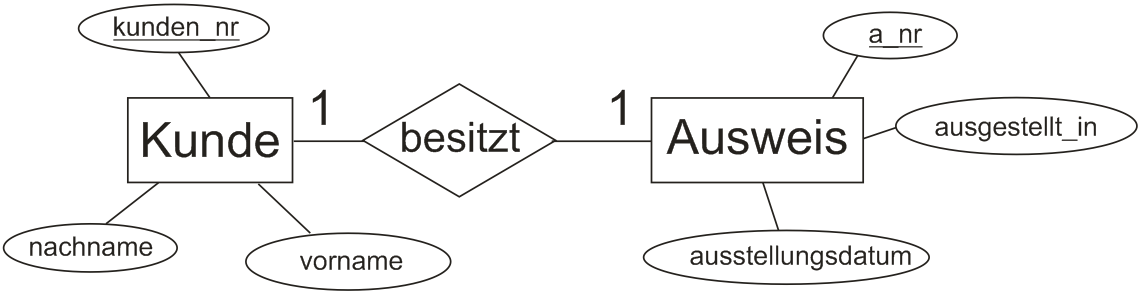 kunden_nr
a_nr
Kunde
1
besitzt
1
Ausweis
ausgestellt_in
nachname
vorname
ausstellungsdatum